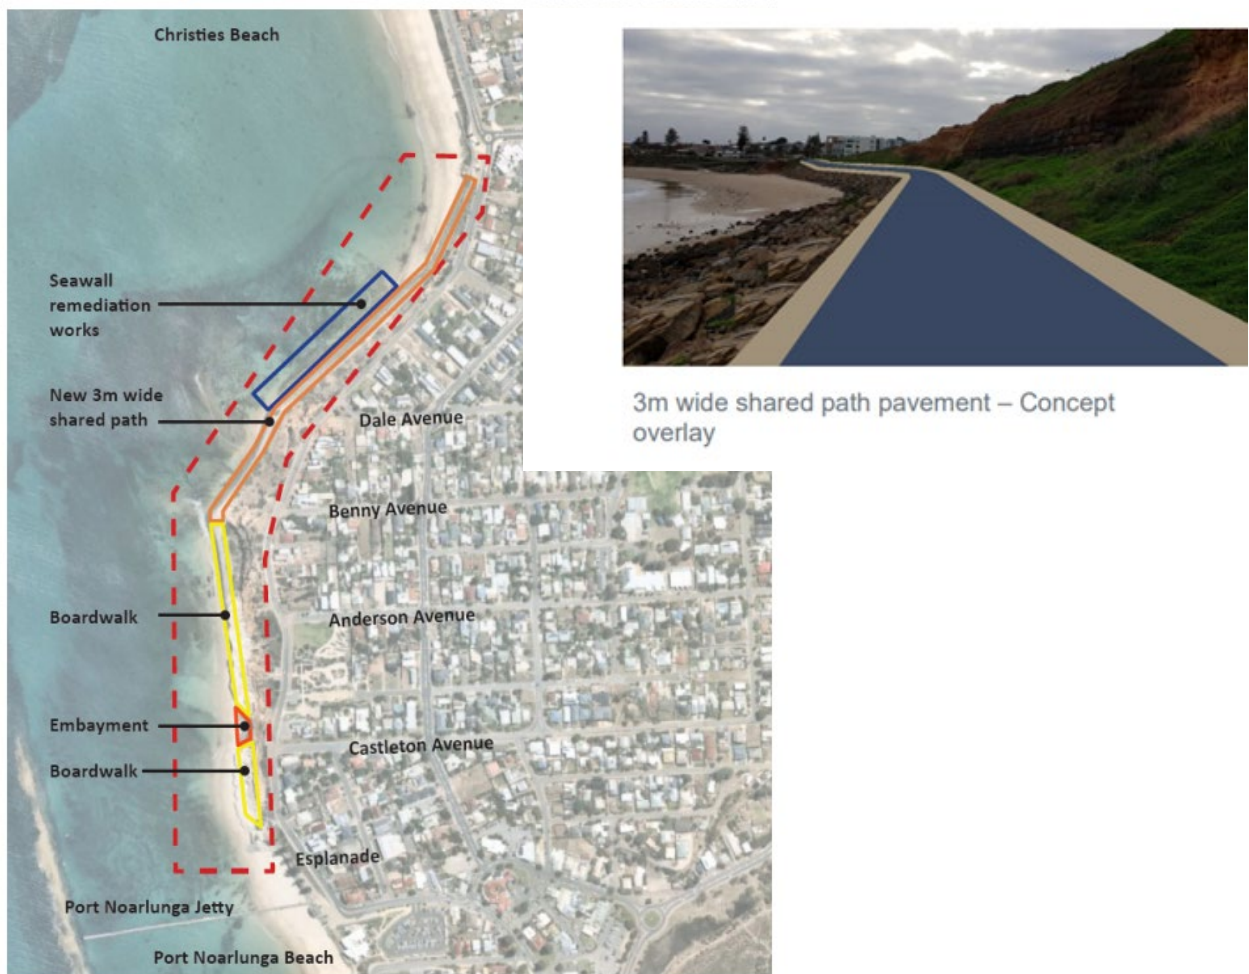 Christies Beach
Seawall
remediation
works
New 3m wide
shared path
Dale Avenue
Benny Avenue
Boardwalk
Anderson Avenue
Embayment
Castleton Avenue
Boardwalk
Esplanade
Port Noarlunga Jetty
Port Noarlunga Beach
3m wide shared path pavement – Concept
overlay